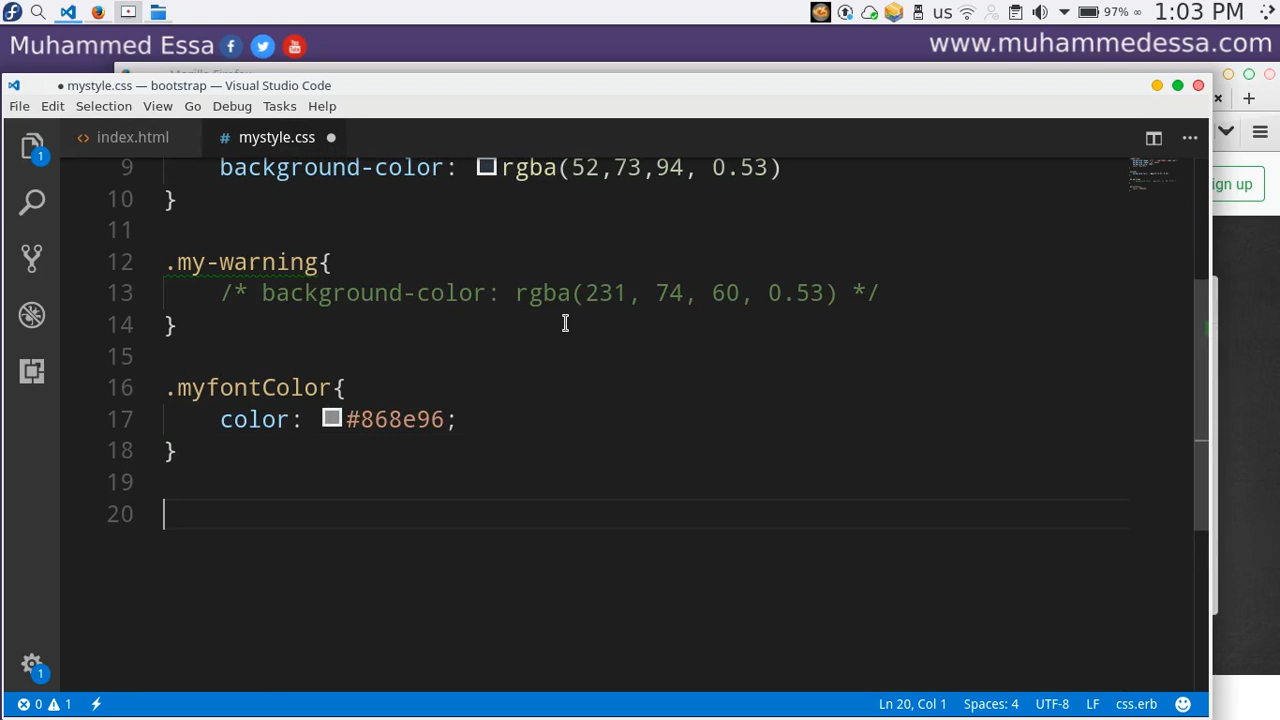 us
97%
1:03 PM
Muhammed Essa
www.muhammedessa.com
● mystyle.css — bootstrap — Visual Studio Code
File Edit Selection View Go Debug Tasks Help
<> index.html # mystyle.css ●
9 background-color: rgba(52,73,94, 0.53)
10 }
11
12 .my-warning{
13 /* background-color: rgba(231, 74, 60, 0.53) */
14 }
15
16 .myfontColor{
17 color: #868e96;
18 }
19
20
1
1
0 1 Ln 20, Col 1 Spaces: 4 UTF-8 LF css.erb